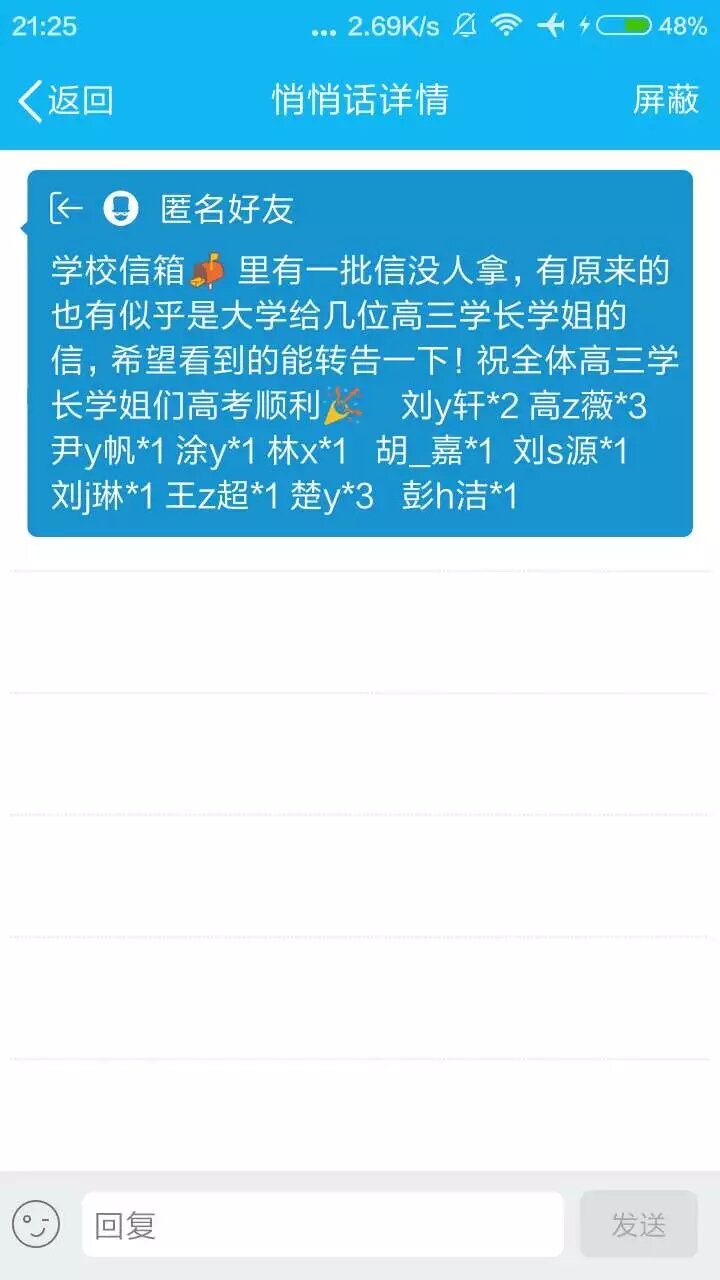 21:25 ... 2.69K/s 48%
返回 悄悄话详情 屏蔽
匿名好友
学校信箱📬 里有一批信没人拿，有原来的
也有似乎是大学给几位高三学长学姐的
信，希望看到的能转告一下！祝全体高三学
长学姐们高考顺利🎉 刘y轩*2 高z薇*3
尹y帆*1 涂y*1 林x*1 胡_嘉*1 刘s源*1
刘j琳*1 王z超*1 楚y*3 彭h洁*1
回复 发送